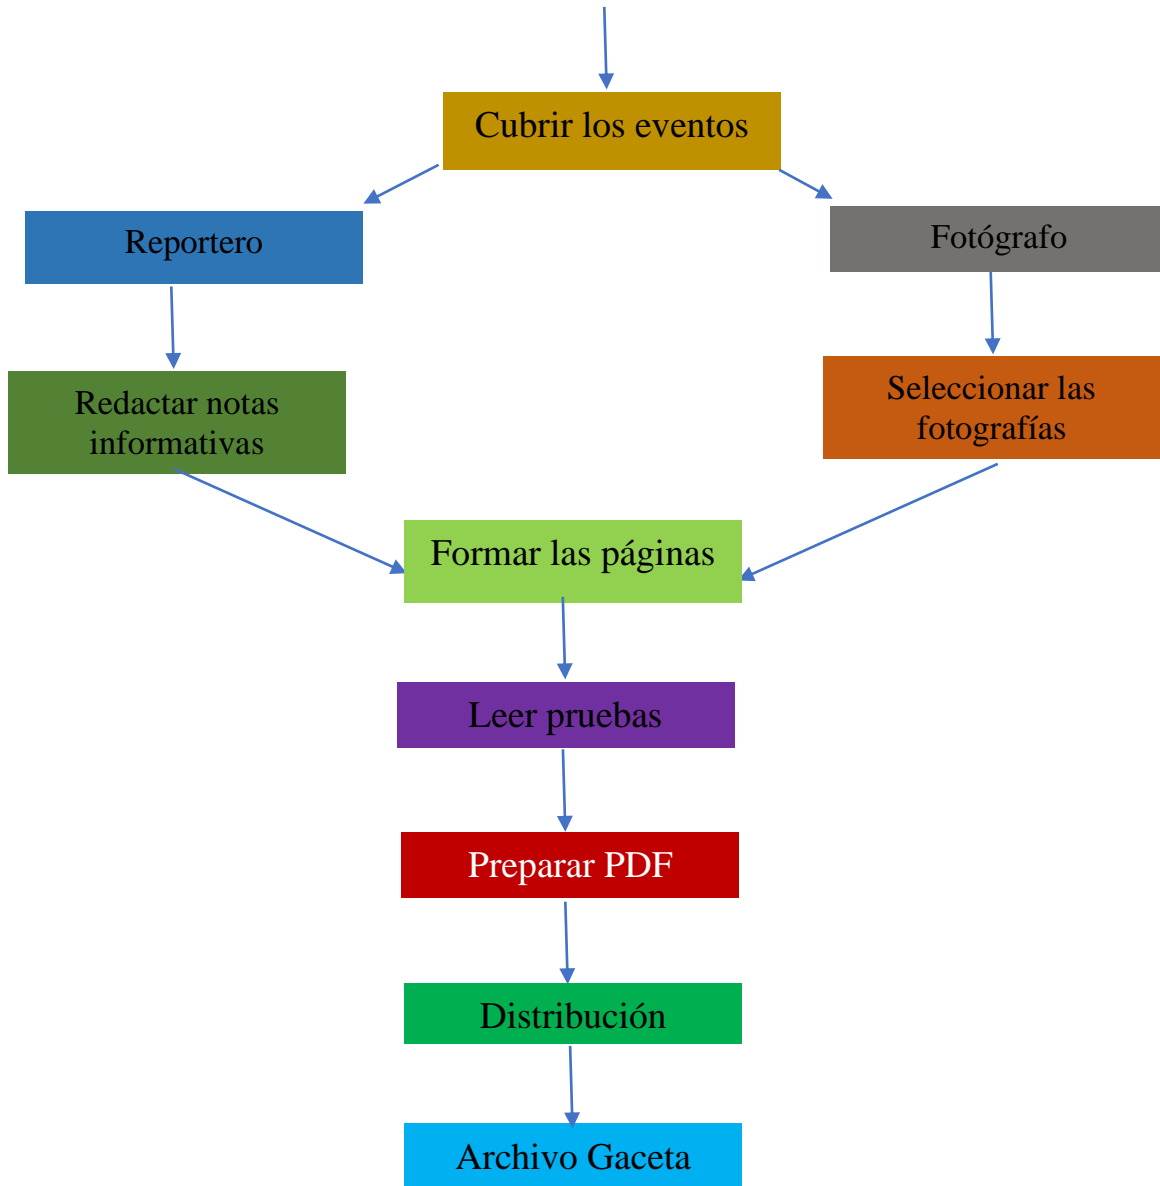 Cubrir los eventos
Reportero
Fotógrafo
Redactar notas
informativas
Seleccionar las
fotografías
Formar las páginas
Leer pruebas
Preparar PDF
Distribución
Archivo Gaceta